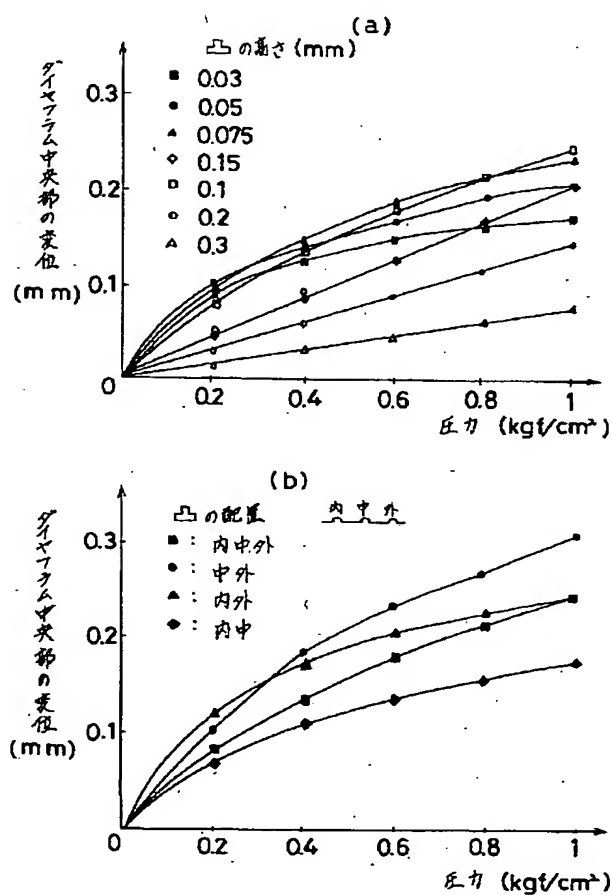 (a)
凸の高さ(mm)
0.03
0.05
0.075
0.15
0.1
0.2
0.3
ダイヤフラム中央部の変位
(mm)
0.3
0.2
0.1
0
0.2
0.4
0.6
0.8
1
圧力 (kgf/cm²)
(b)
凸の配置
内中外
: 内中外
: 中外
: 内外
: 内中
ダイヤフラム中央部の変位
(mm)
0.3
0.2
0.1
0
0.2
0.4
0.6
0.8
1
圧力 (kgf/cm²)